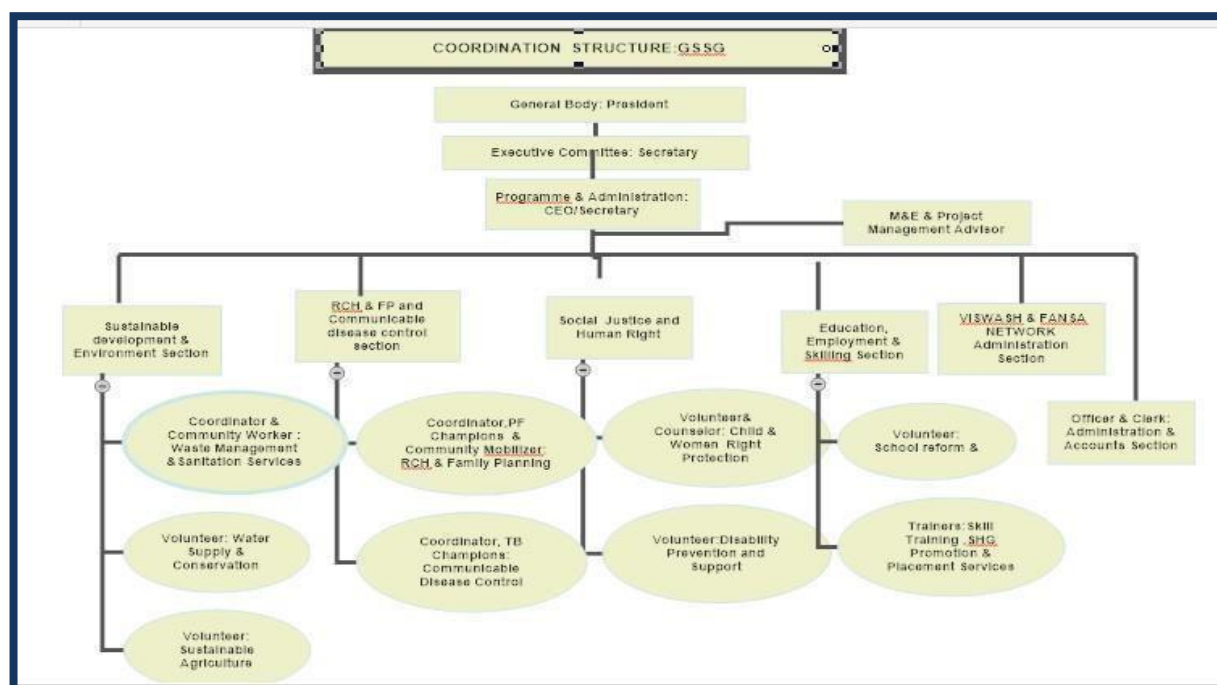 COORDINATION STRUCTURE:GSSG
General Body: President
Executive Committee: Secretary
Programme & Administration:
CEO/Secretary
M&E & Project
Management Advisor
Sustainable
development &
Environment Section
RCH & FP and
Communicable
disease control
section
Social Justice and
Human Right
Education,
Employment &
Skilling Section
VISWASH & FANSA
NETWORK
Administration
Section
Officer & Clerk:
Administration &
Accounts Section
Coordinator &
Community Worker :
Waste Management
&Sanitation Services
Coordinator,PF
Champions &
Community Mobilizer:
RCH & Family Planning
Volunteer&
Counselor: Child &
Women Right
Protection
Volunteer:
School reform &
Volunteer: Water
Supply &
Conservation
Coordinator, TB
Champions:
Communicable
Disease Control
Volunteer:Disability
Prevention and
Support
Trainers:Skill
Training ,SHG
Promotion &
Placement Services
Volunteer:
Sustainable
Agriculture